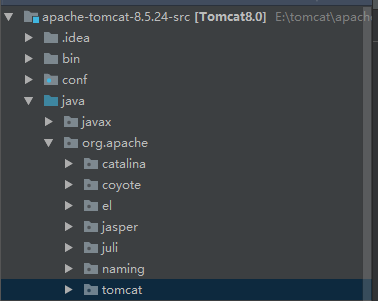 apache-tomcat-8.5.24-src [Tomcat8.0] E:\tomcat\apache
.idea
bin
conf
java
javax
org.apache
catalina
coyote
el
jasper
juli
naming
tomcat